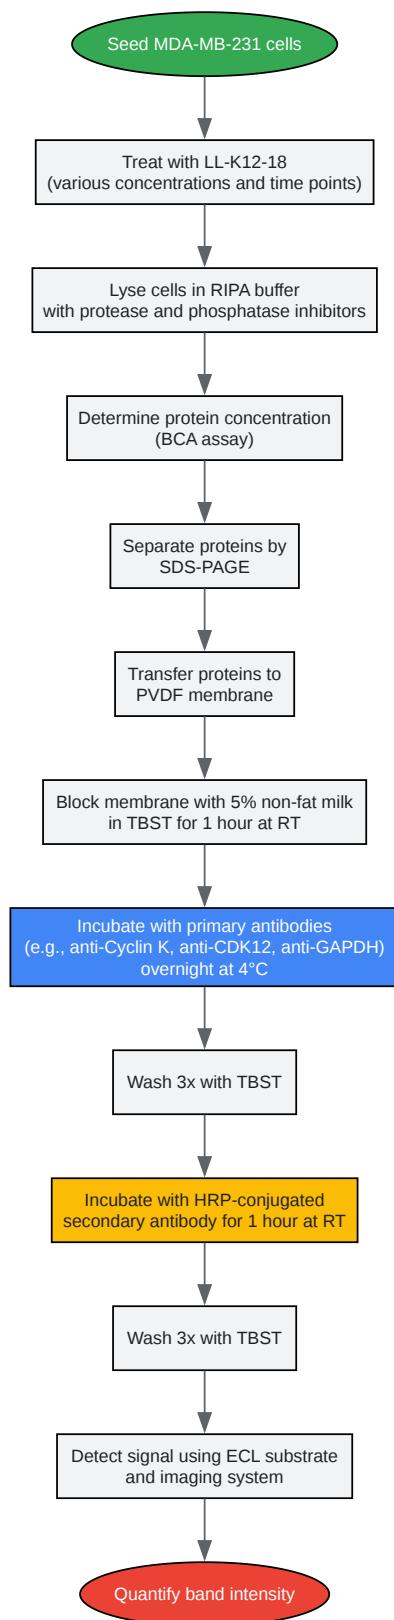 Seed MDA-MB-231 cells
Treat with LL-K12-18
(various concentrations and time points)
Lyse cells in RIPA buffer
with protease and phosphatase inhibitors
Determine protein concentration
(BCA assay)
Separate proteins by
SDS-PAGE
Transfer proteins to
PVDF membrane
Block membrane with 5% non-fat milk
in TBST for 1 hour at RT
Incubate with primary antibodies
(e.g., anti-Cyclin K, anti-CDK12, anti-GAPDH)
overnight at 4°C
Wash 3x with TBST
Incubate with HRP-conjugated
secondary antibody for 1 hour at RT
Wash 3x with TBST
Detect signal using ECL substrate
and imaging system
Quantify band intensity